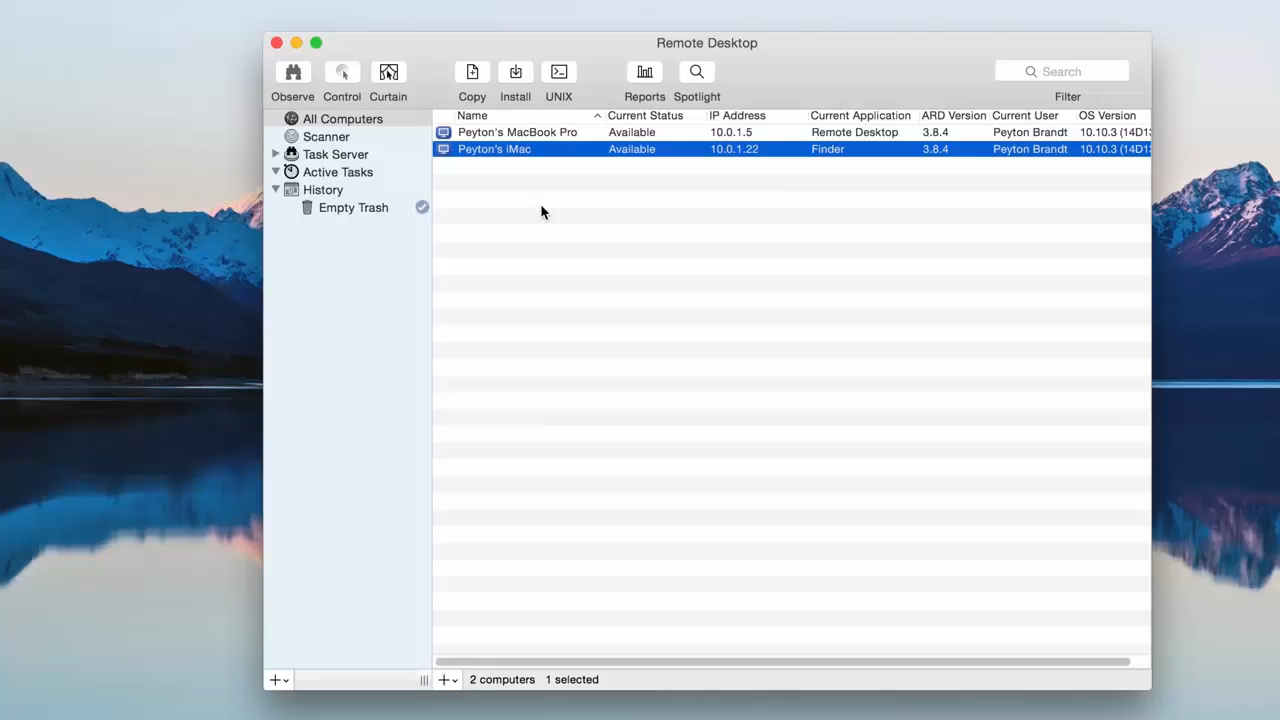 Remote Desktop
Observe Control Curtain Copy Install UNIX Reports Spotlight Search Filter
Name Current Status IP Address Current Application ARD Version Current User OS Version
Peyton's MacBook Pro Available 10.0.1.5 Remote Desktop 3.8.4 Peyton Brandt 10.10.3 (14D13
Peyton's iMac Available 10.0.1.22 Finder 3.8.4 Peyton Brandt 10.10.3 (14D13
All Computers
Scanner
Task Server
Active Tasks
History
Empty Trash
2 computers 1 selected